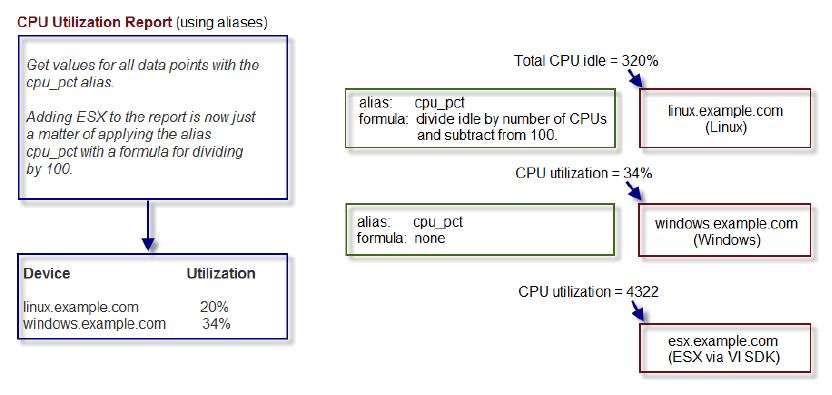 CPU Utilization Report (using aliases)
Get values for all data points with the
cpu_pct alias.
Adding ESX to the report is now just
a matter of applying the alias
cpu_pct with a formula for dividing
by 100.
Device Utilization
linux.example.com 20%
windows.example.com 34%
Total CPU idle = 320%
alias: cpu_pct
formula: divide idle by number of CPUs
and subtract from 100.
linux.example.com
(Linux)
CPU utilization = 34%
alias: cpu_pct
formula: none
windows.example.com
(Windows)
CPU utilization = 4322
esx.example.com
(ESX via VI SDK)